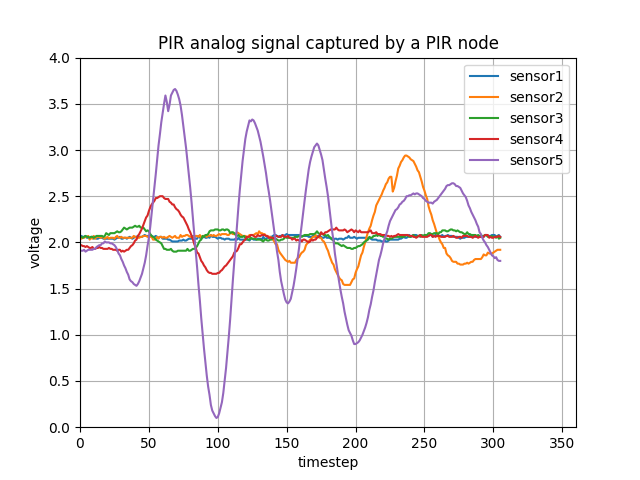 PIR analog signal captured by a PIR node
4.0
3.5
3.0
2.5
2.0
1.5
1.0
0.5
0.0
voltage
0 50 100 150 200 250 300 350
timestep
sensor1
sensor2
sensor3
sensor4
sensor5